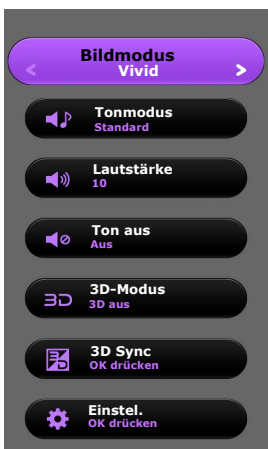 Bildmodus
Vivid
Tonmodus
Standard
Lautstärke
10
Ton aus
Aus
3D-Modus
3D aus
3D Sync
OK drücken
Einstel.
OK drücken